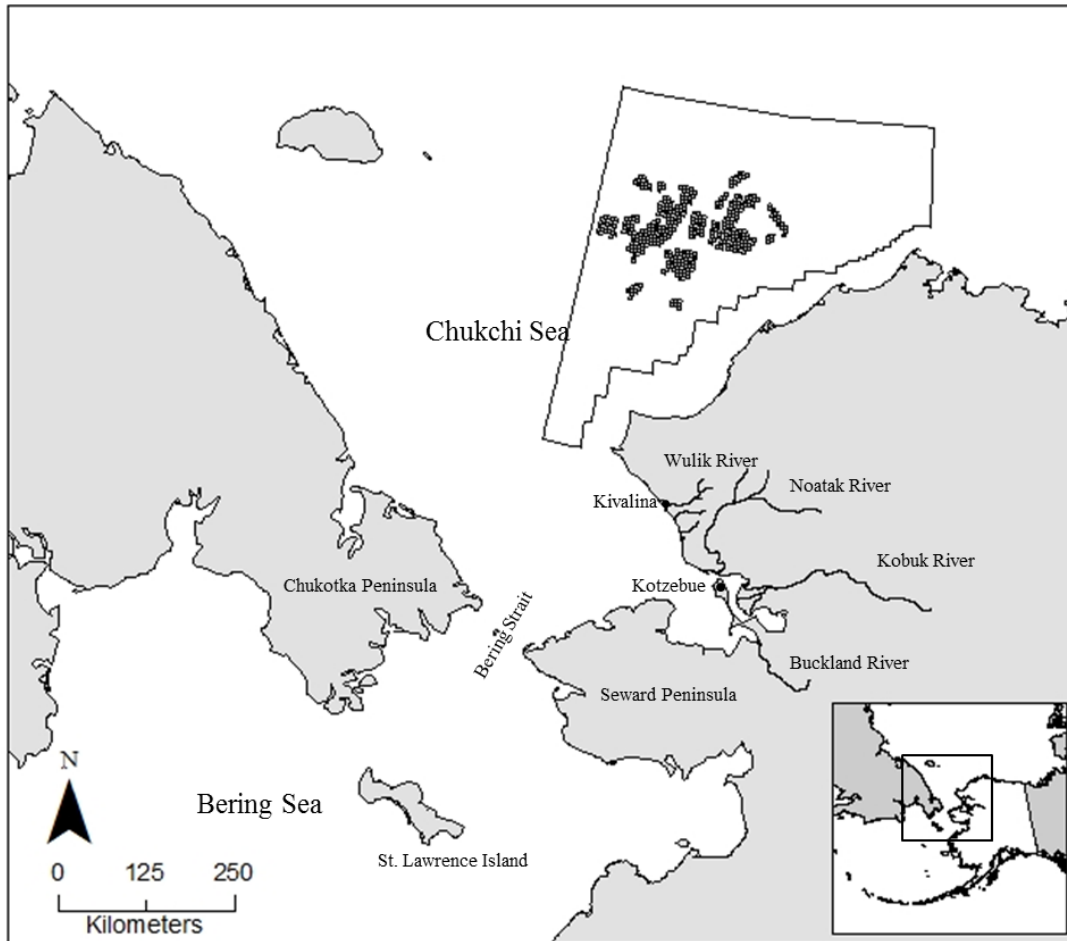 Chukchi Sea
Wulik River
Noatak River
Kivalina
Kobuk River
Kotzebue
Chukotka Peninsula
Bering Strait
Buckland River
Seward Peninsula
N
Bering Sea
St. Lawrence Island
0 125 250
Kilometers